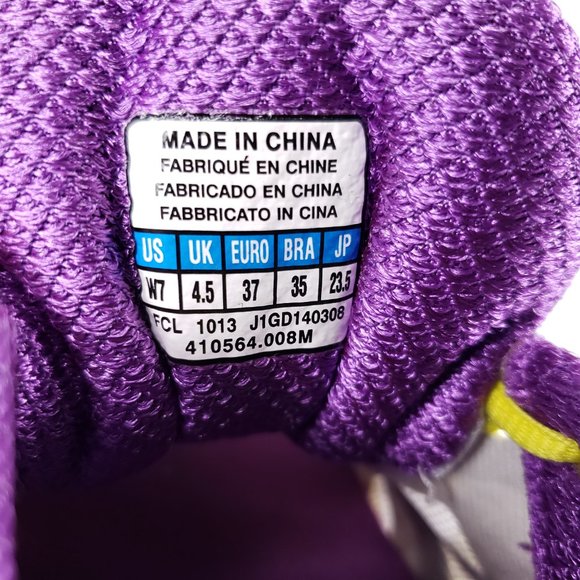 MADE IN CHINA
FABRIQUÉ EN CHINE
FABRICADO EN CHINA
FABBRICATO IN CINA
US UK EURO BRA JP
W7 4.5 37 35 23.5
FCL 1013 J1GD140308
410564.008M